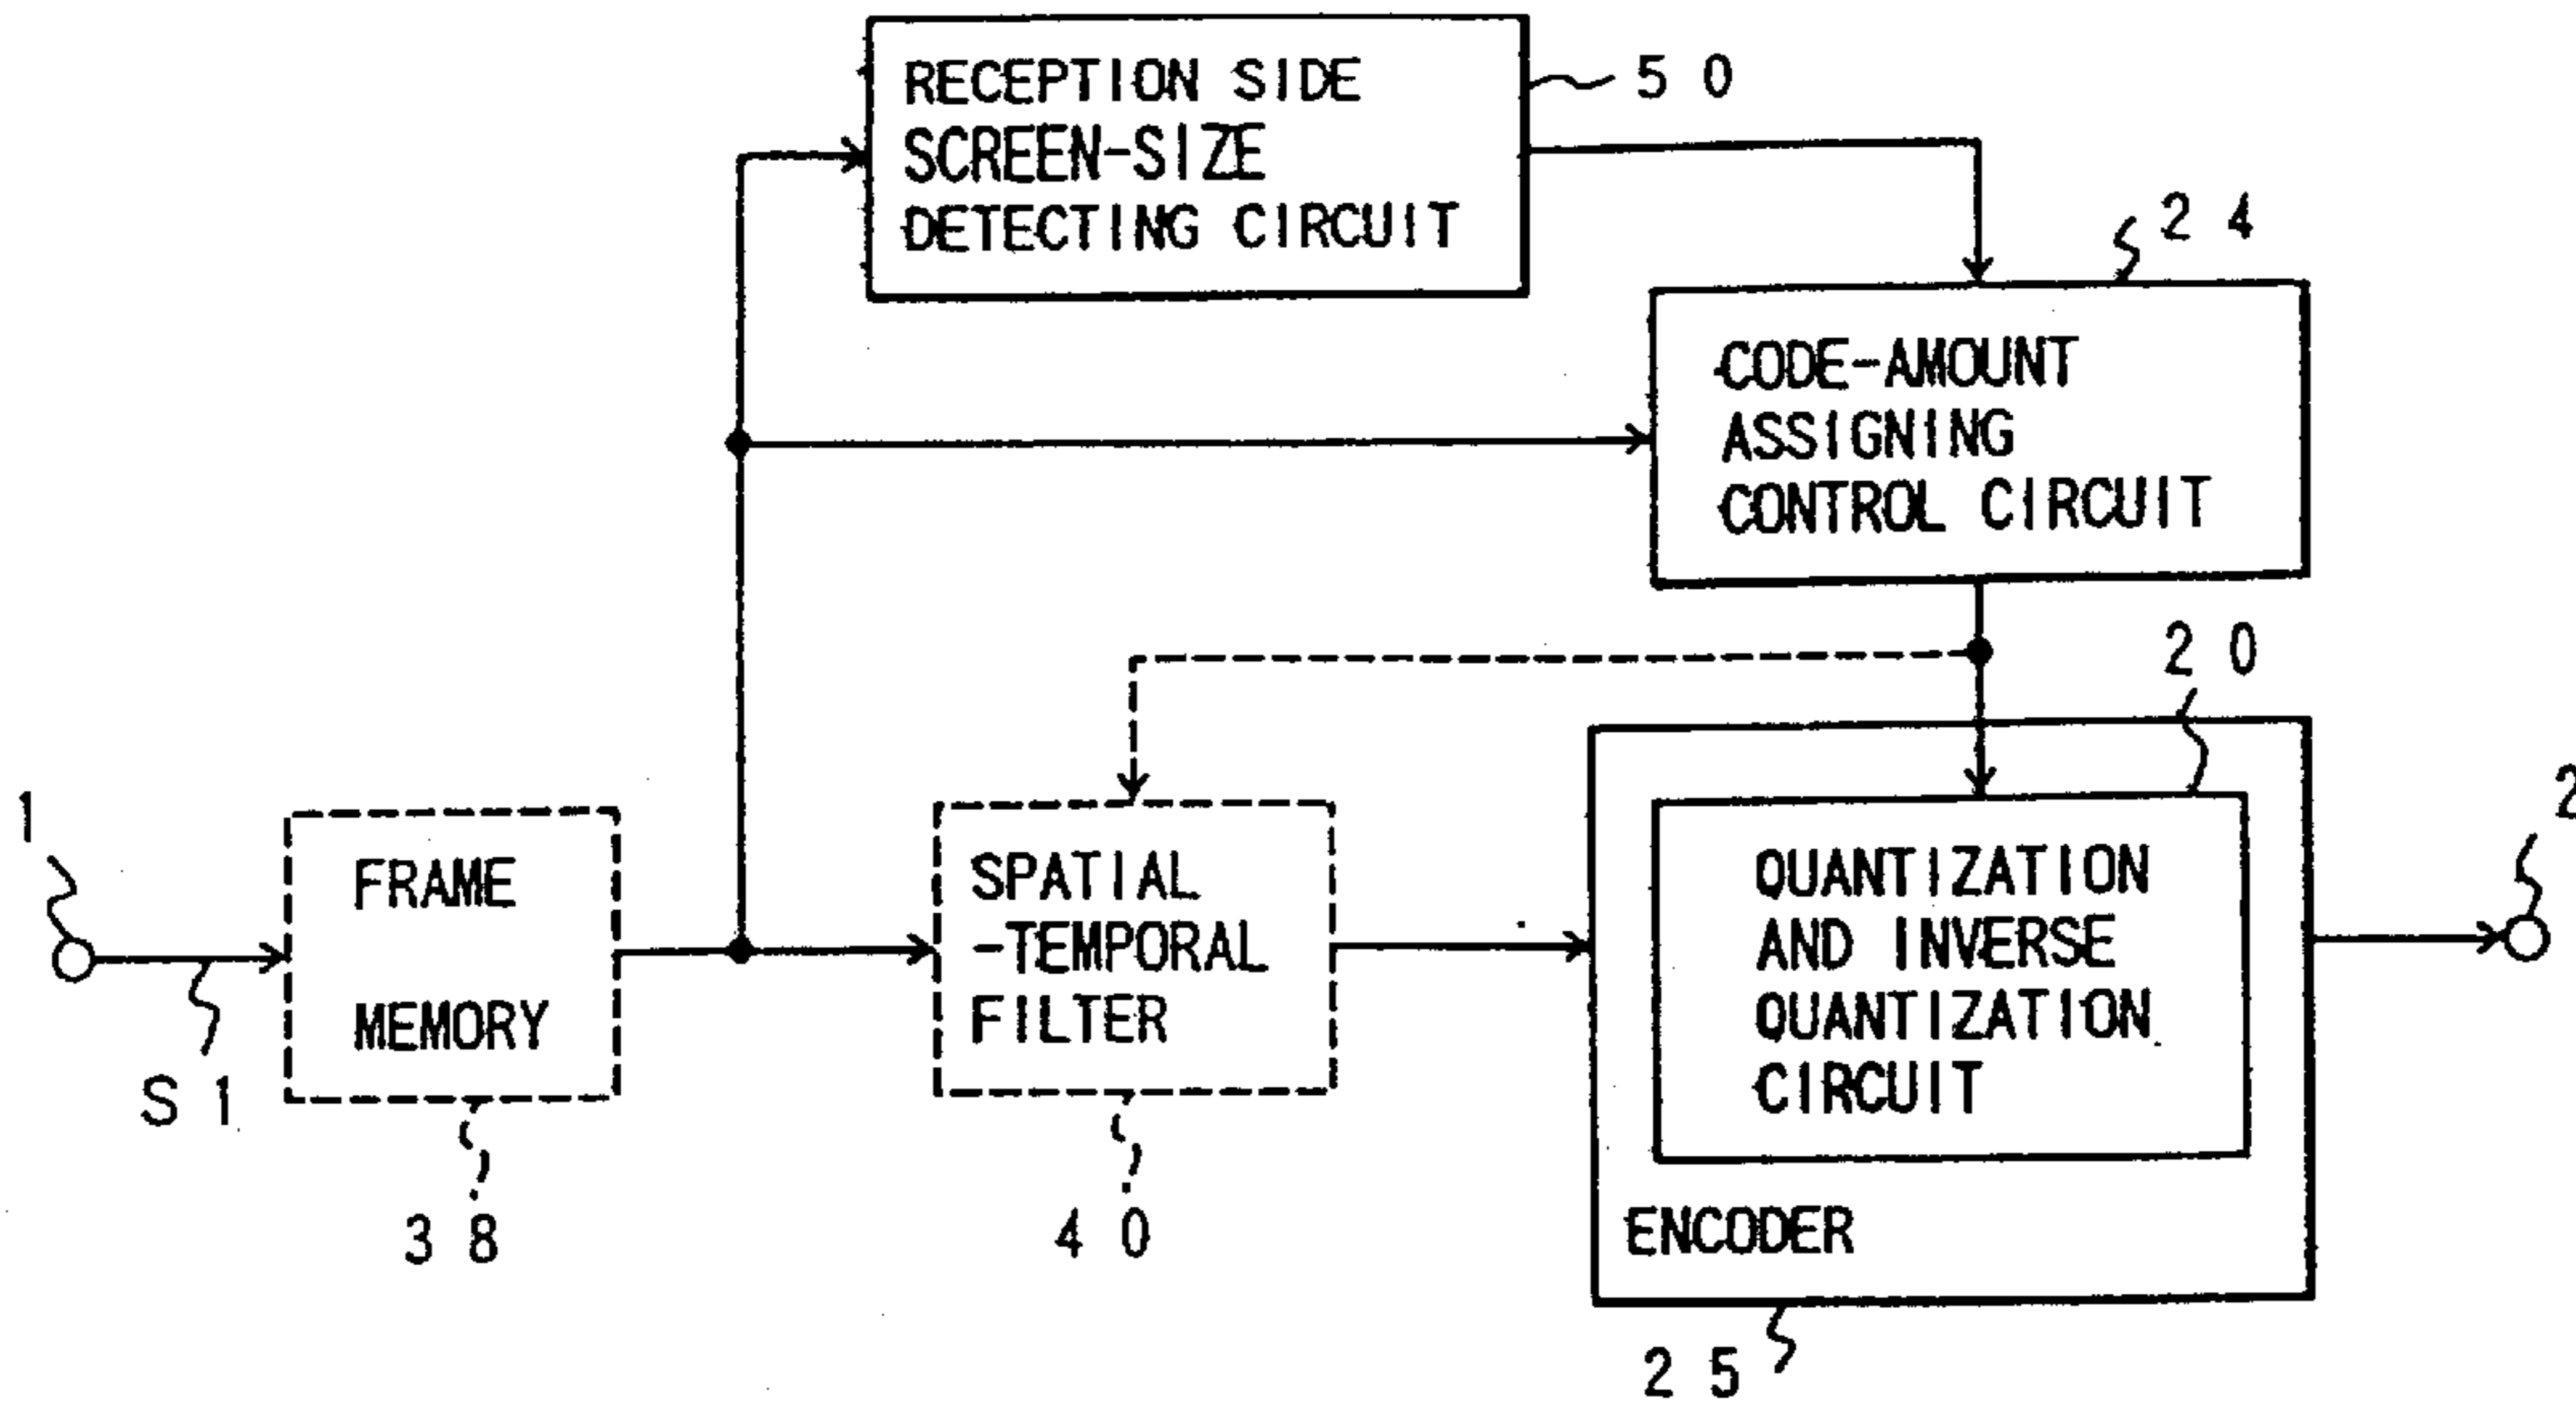 RECEPTION SIDE
SCREEN-SIZE
DETECTING CIRCUIT
50
24
CODE-AMOUNT
ASSIGNING
CONTROL CIRCUIT
20
1
S1
FRAME
MEMORY
38
SPATIAL
-TEMPORAL
FILTER
40
QUANTIZATION
AND INVERSE
QUANTIZATION
CIRCUIT
ENCODER
25
2